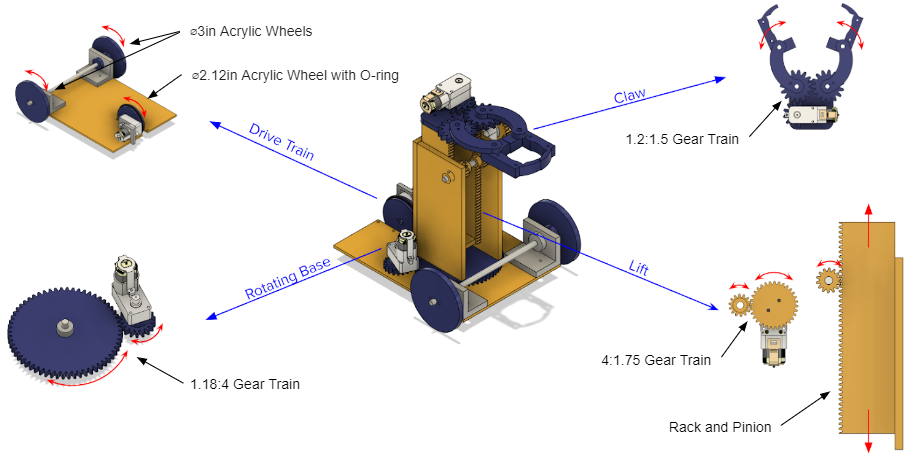 ⌀3in Acrylic Wheels
⌀2.12in Acrylic Wheel with O-ring
Drive Train
Claw
1.2:1.5 Gear Train
Rotating Base
Lift
1.18:4 Gear Train
4:1.75 Gear Train
Rack and Pinion